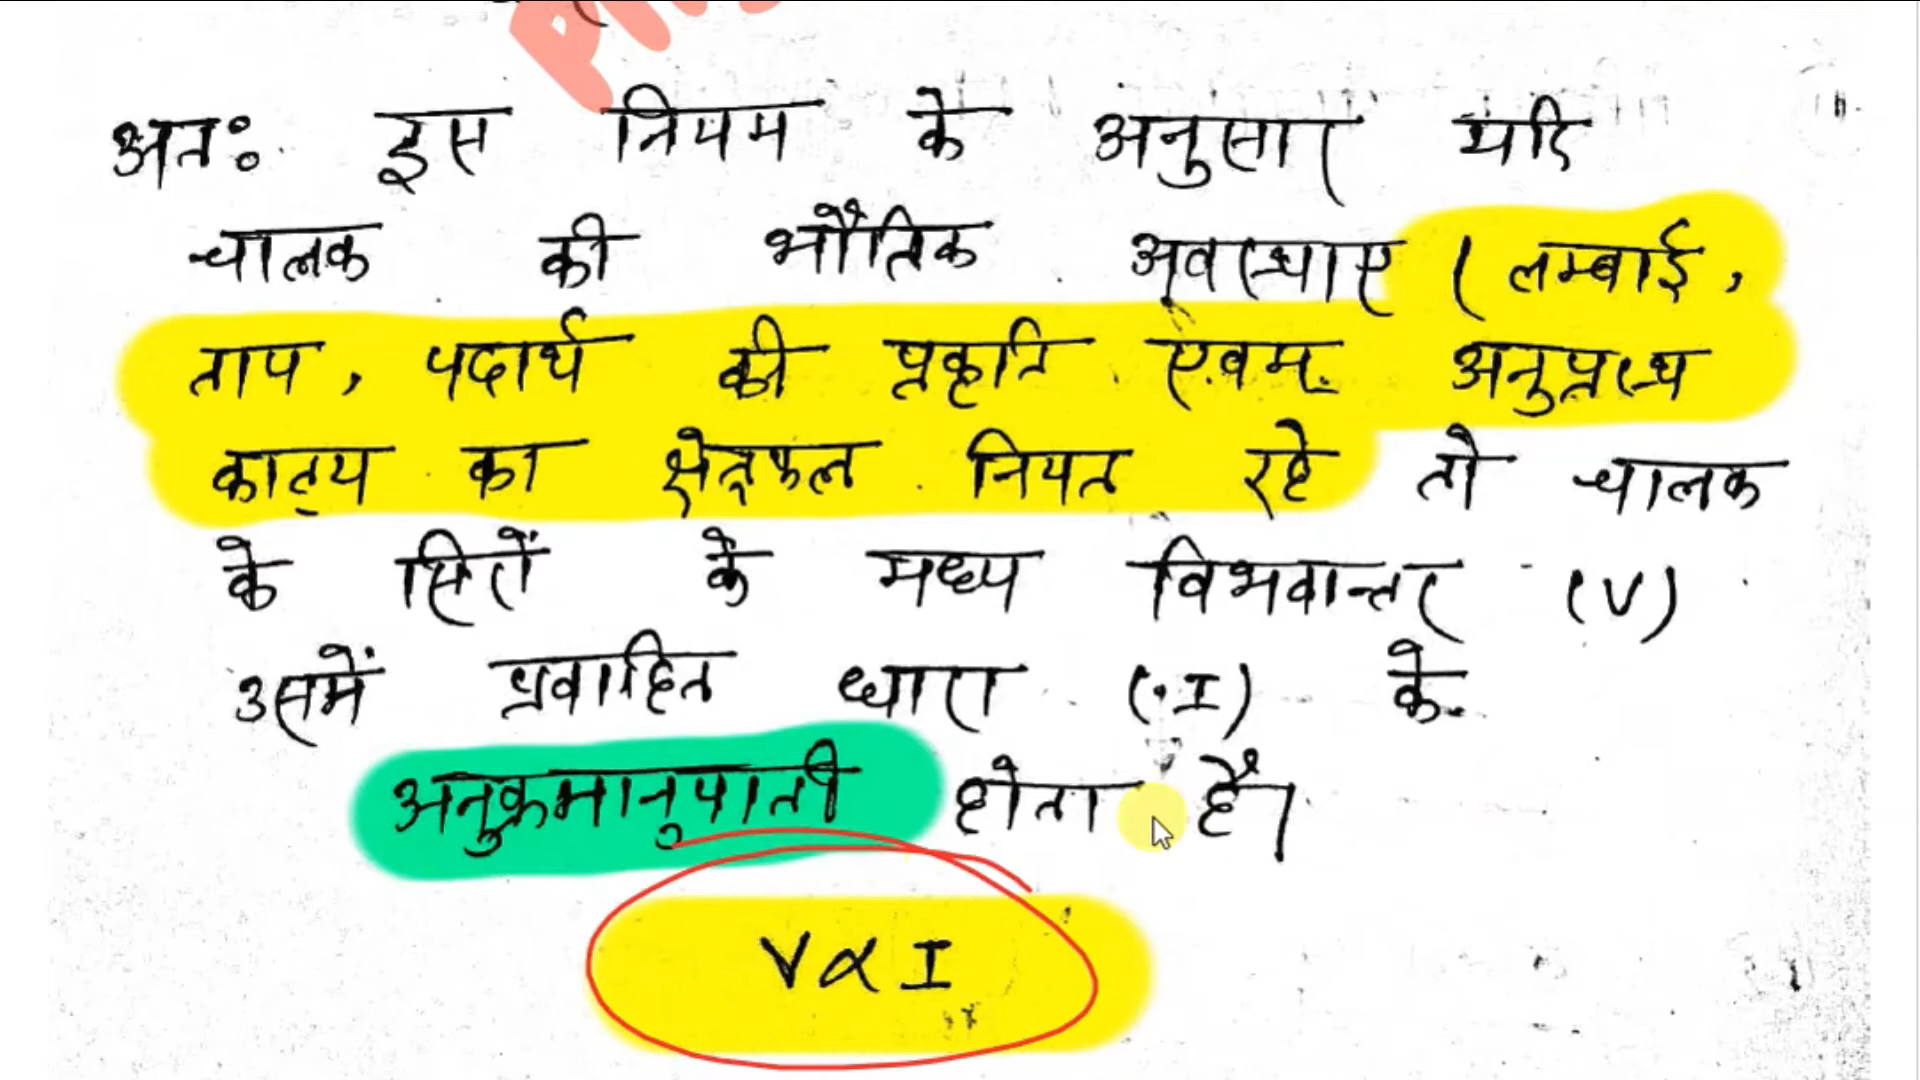 अतः इस नियम के अनुसार यदि
चालक की भौतिक अवस्थाए ( लम्बाई,
ताप, पदार्थ की प्रकृति एवम् अनुप्रस्थ
काट्य का क्षेत्रफल नियत रहे तो चालक
के सिरों के मध्य विभवान्तर (V)
उसमें प्रवाहित धारा (I) के
अनुक्रमानुपाती होता है।
V∝I